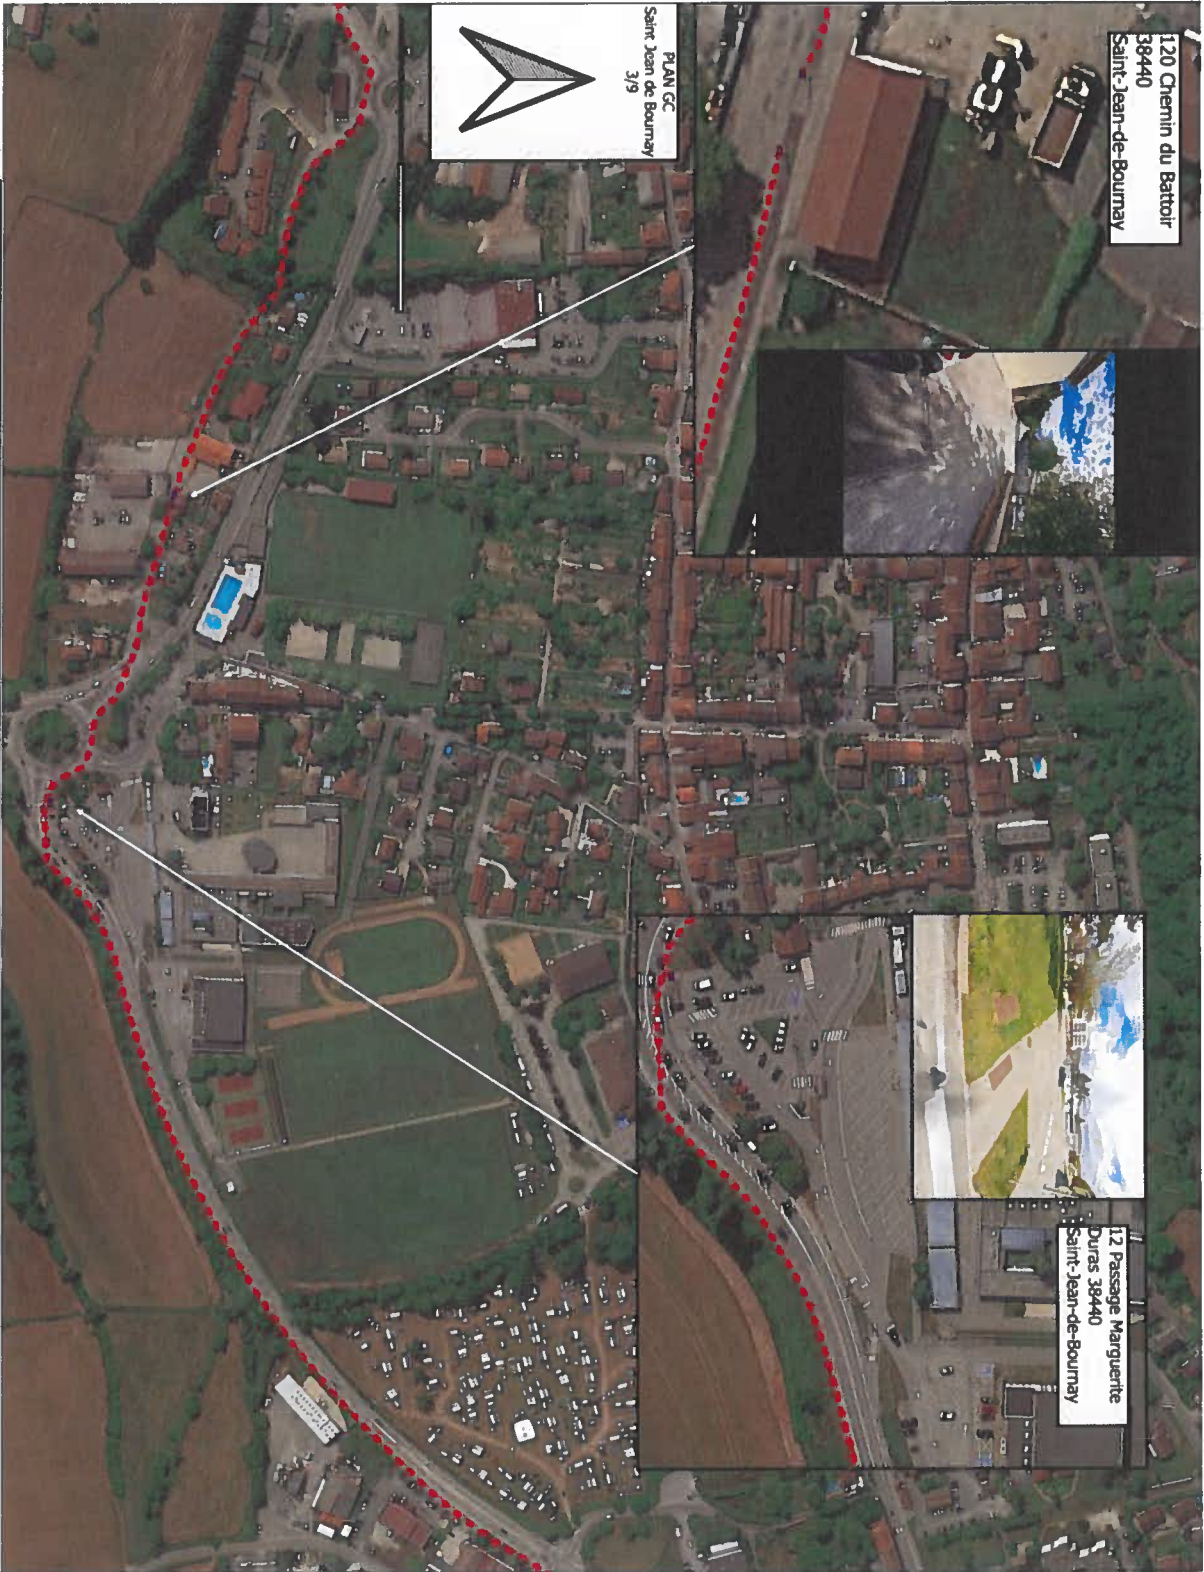 PLAN GC
Saint Jean de Bournay
3/9
120 Chemin du Battoir
38440
Saint-Jean-de-Bournay
12 Passage Marguerite
Duras 38440
Saint-Jean-de-Bournay